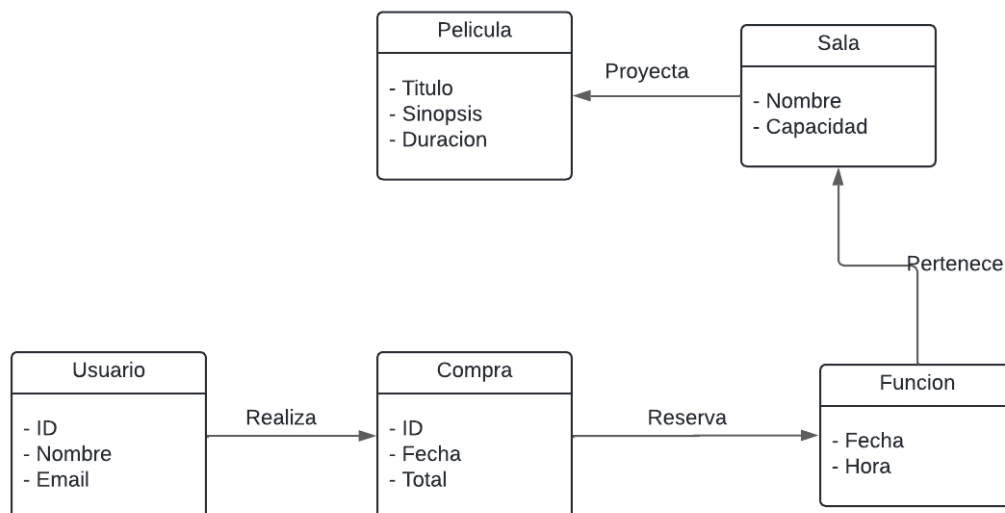 Pelicula
- Titulo
- Sinopsis
- Duracion
Proyecta
Sala
- Nombre
- Capacidad
Pertenece
Usuario
- ID
- Nombre
- Email
Realiza
Compra
- ID
- Fecha
- Total
Reserva
Funcion
- Fecha
- Hora